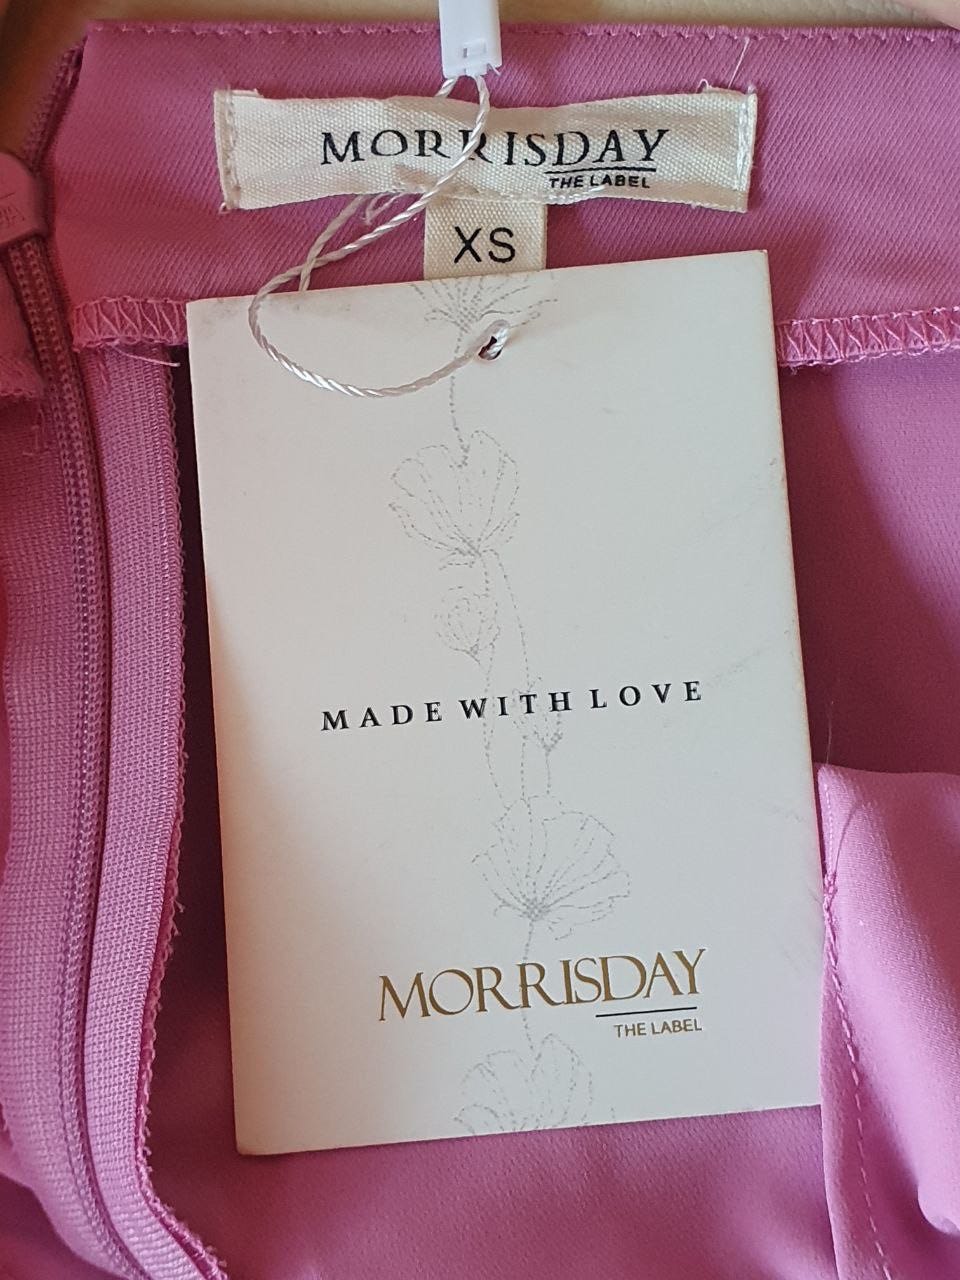 MORRISDAY
THE LABEL
XS
MADE WITH LOVE
MORRISDAY
THE LABEL